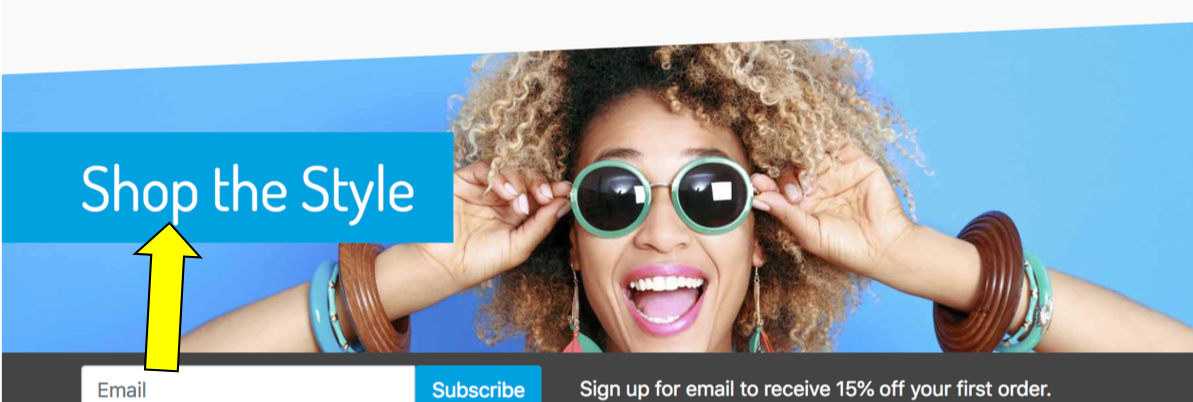 Shop the Style
Email
Subscribe
Sign up for email to receive 15% off your first order.